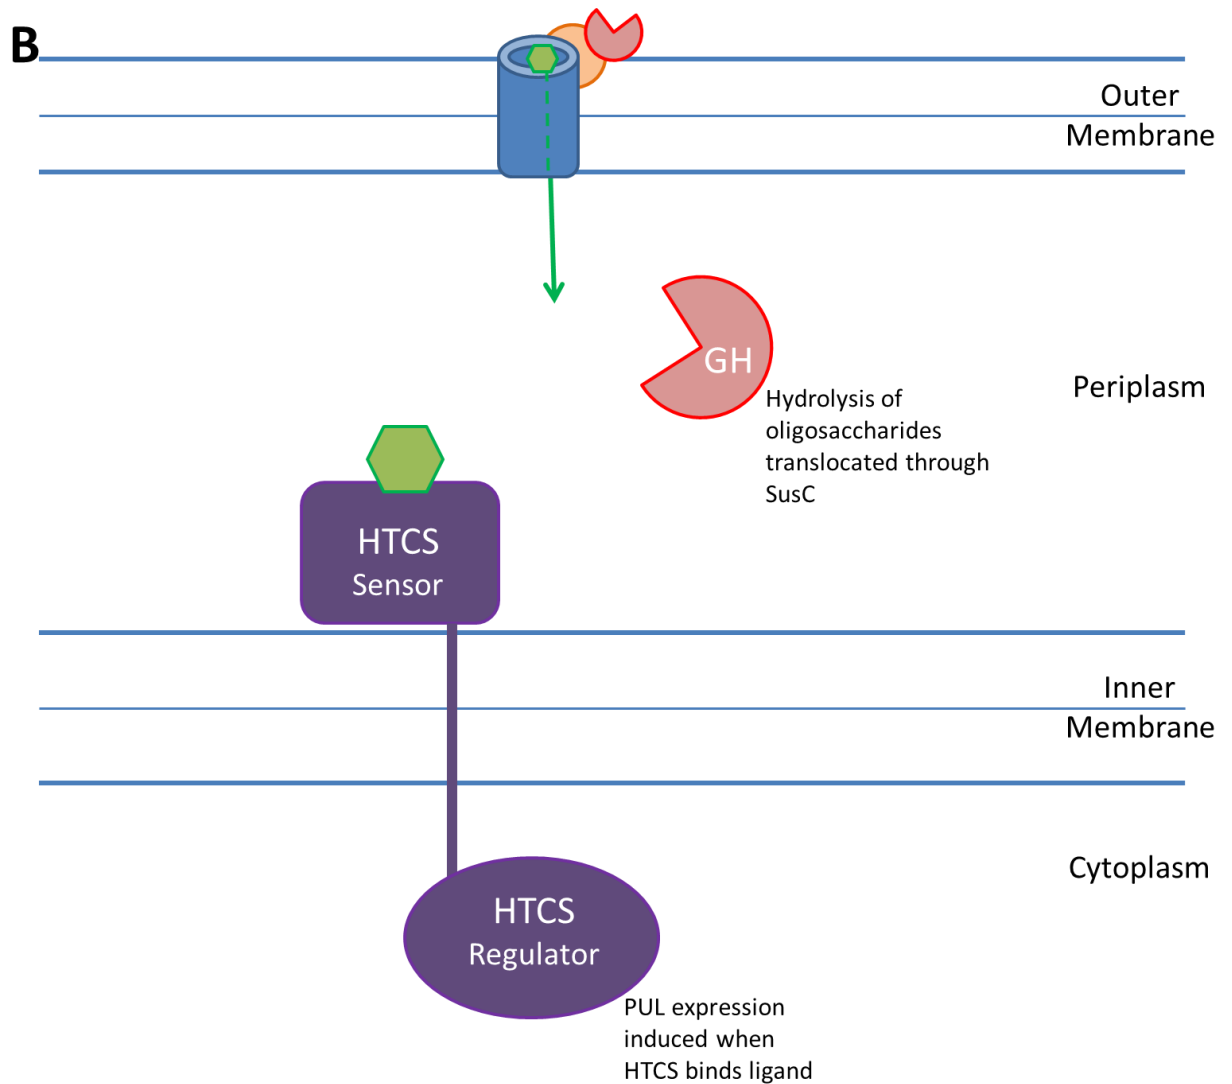 B
Outer
Membrane
GH
Periplasm
Hydrolysis of
oligosaccharides
translocated through
SusC
HTCS
Sensor
Inner
Membrane
Cytoplasm
HTCS
Regulator
PUL expression
induced when
HTCS binds ligand